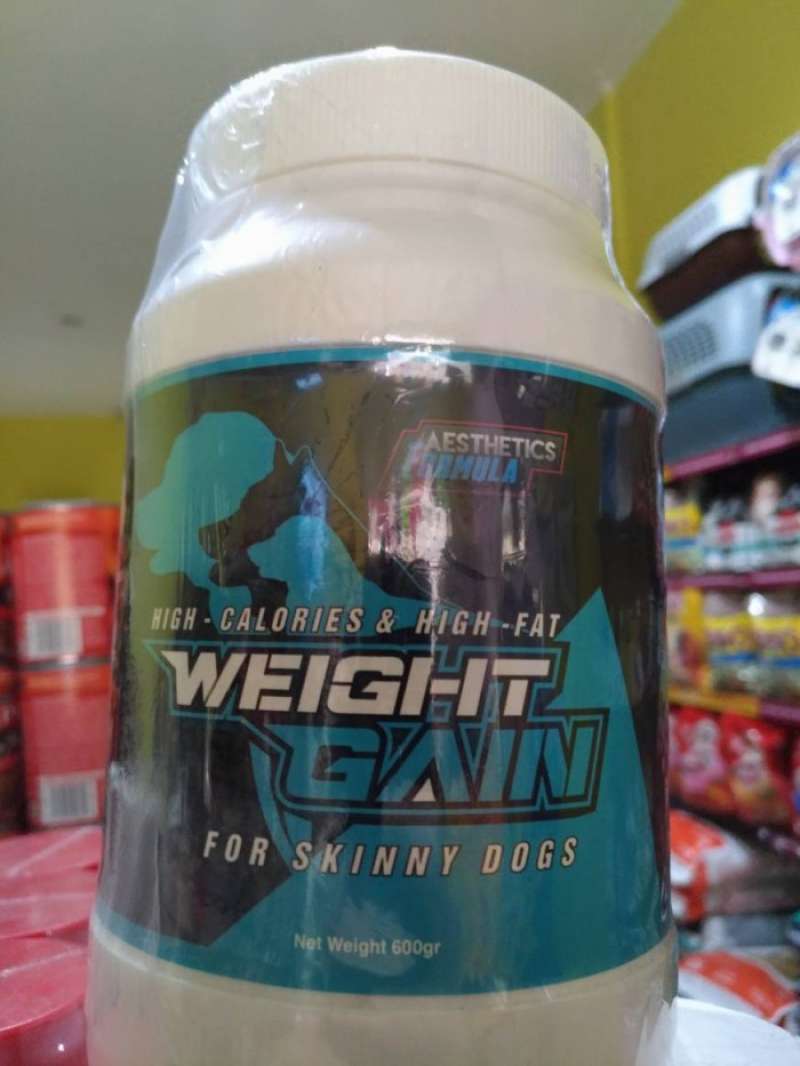 AESTHETICS
FORMULA
HIGH - CALORIES & HIGH - FAT
WEIGHT
GAIN
FOR SKINNY DOGS
Net Weight 600gr